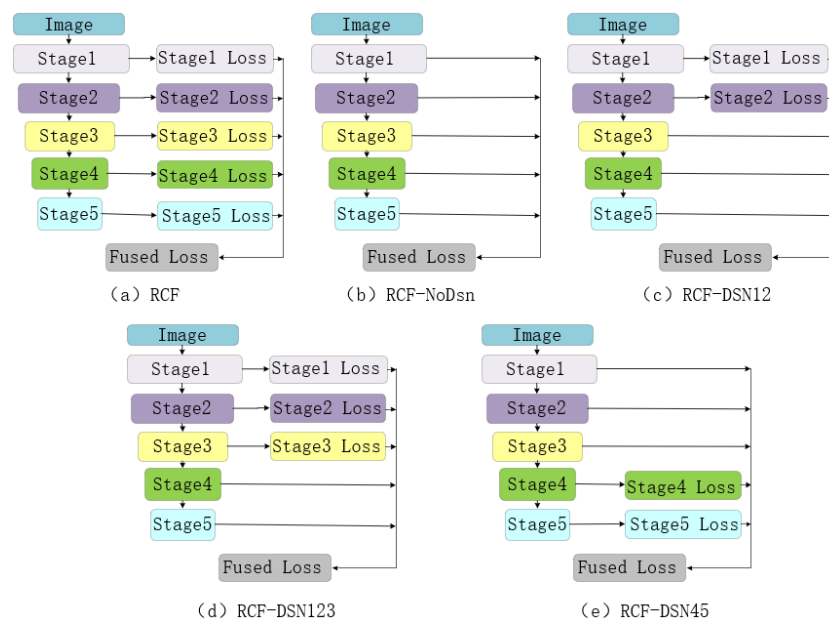 Image
Stage1
Stage1 Loss
Stage2
Stage2 Loss
Stage3
Stage3 Loss
Stage4
Stage4 Loss
Stage5
Stage5 Loss
Fused Loss
(a) RCF
Image
Stage1
Stage2
Stage3
Stage4
Stage5
Fused Loss
(b) RCF-NoDsn
Image
Stage1
Stage1 Loss
Stage2
Stage2 Loss
Stage3
Stage4
Stage5
Fused Loss
(c) RCF-DSN12
Image
Stage1
Stage1 Loss
Stage2
Stage2 Loss
Stage3
Stage3 Loss
Stage4
Stage5
Fused Loss
(d) RCF-DSN123
Image
Stage1
Stage2
Stage3
Stage4
Stage4 Loss
Stage5
Stage5 Loss
Fused Loss
(e) RCF-DSN45